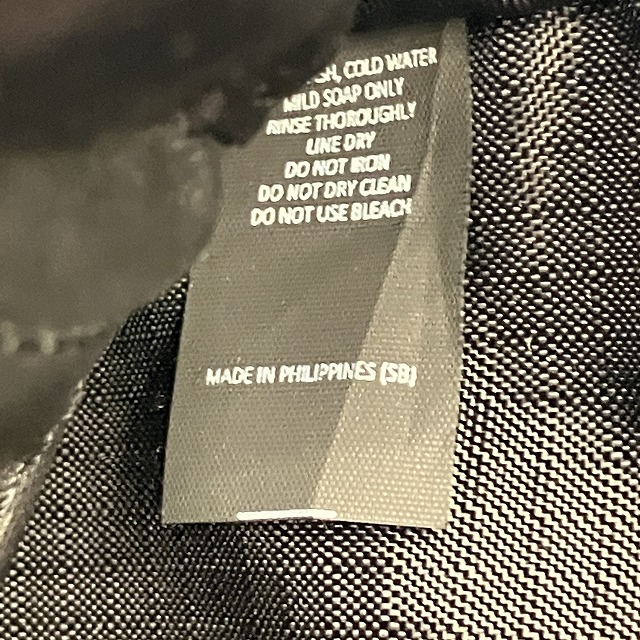 COLD WATER
MILD SOAP ONLY
RINSE THOROUGHLY
LINE DRY
DO NOT IRON
DO NOT DRY CLEAN
DO NOT USE BLEACH
MADE IN PHILIPPINES (SB)